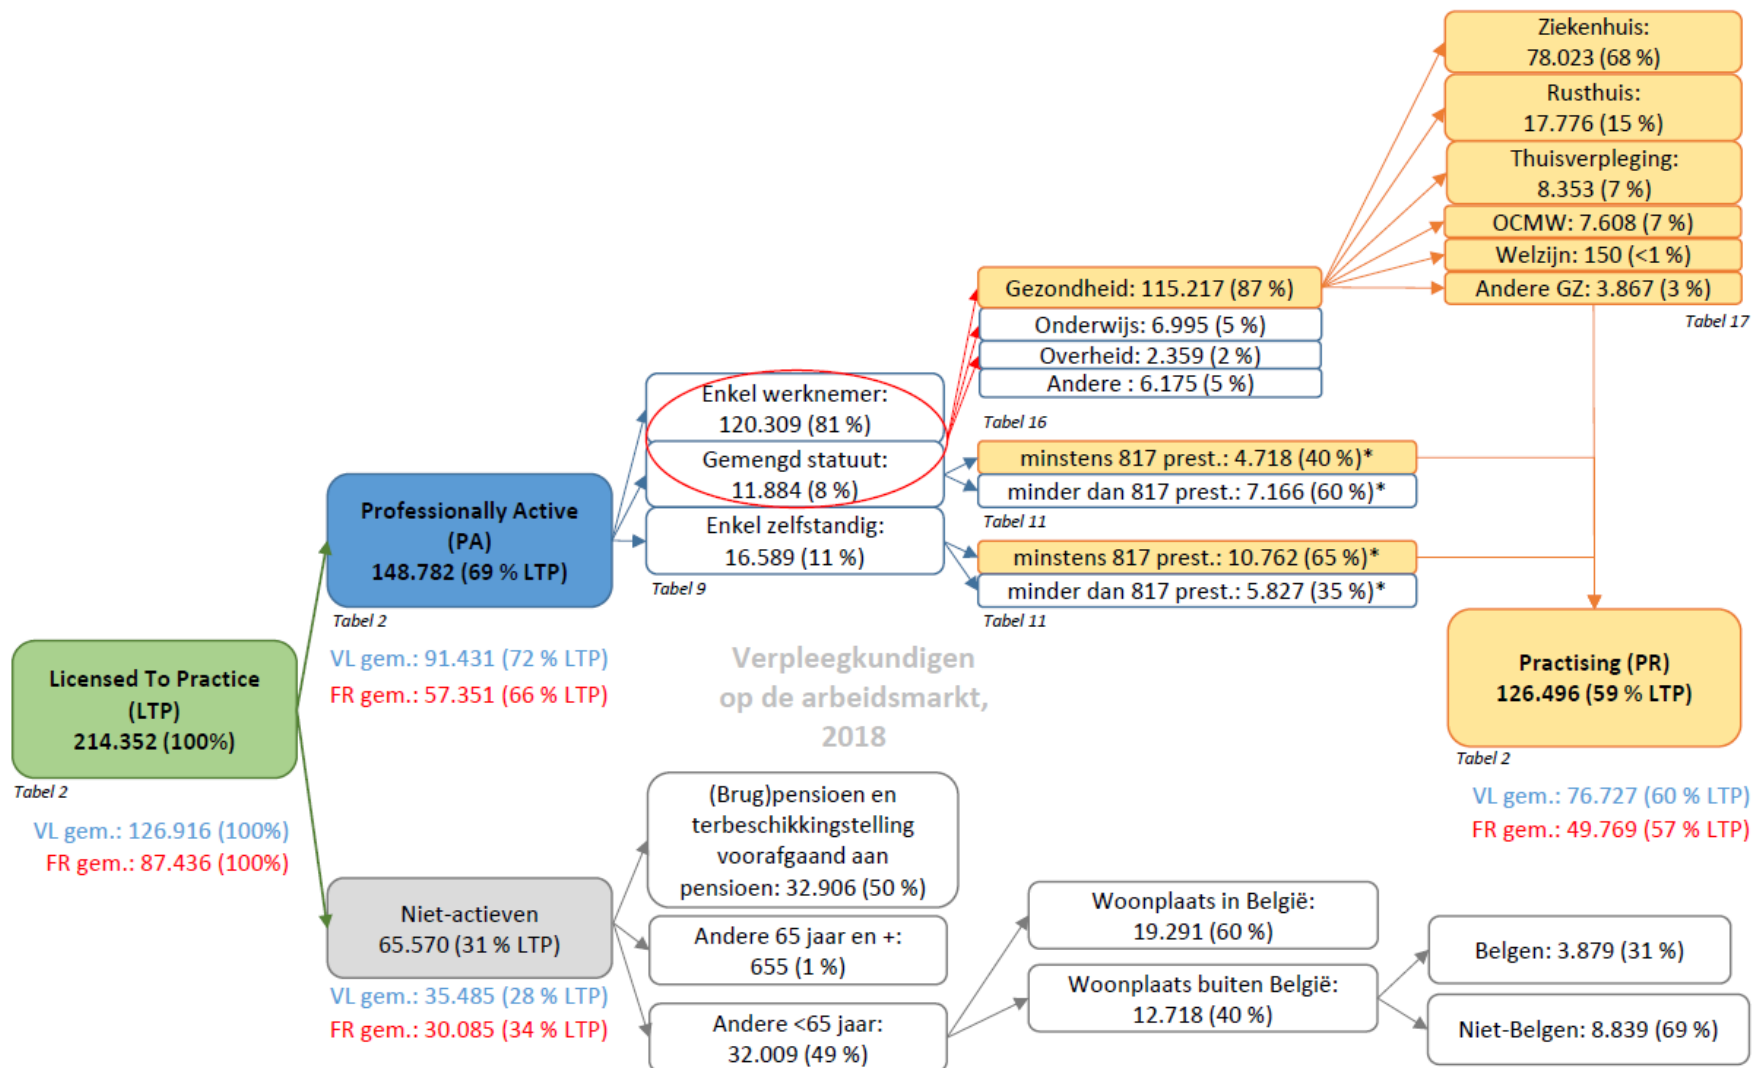 Ziekenhuis:
78.023 (68 %)
Rusthuis:
17.776 (15 %)
Thuisverpleging:
8.353 (7 %)
OCMW: 7.608 (7 %)
Welzijn: 150 (<1 %)
Andere GZ: 3.867 (3 %)
Tabel 17
Gezondheid: 115.217 (87 %)
Onderwijs: 6.995 (5 %)
Overheid: 2.359 (2 %)
Andere : 6.175 (5 %)
Tabel 16
Enkel werknemer:
120.309 (81 %)
Gemengd statuut:
11.884 (8 %)
Enkel zelfstandig:
16.589 (11 %)
Tabel 9
minstens 817 prest.: 4.718 (40 %)*
minder dan 817 prest.: 7.166 (60 %)*
Tabel 11
minstens 817 prest.: 10.762 (65 %)*
minder dan 817 prest.: 5.827 (35 %)*
Tabel 11
Professionally Active
(PA)
148.782 (69 % LTP)
Tabel 2
VL gem.: 91.431 (72 % LTP)
FR gem.: 57.351 (66 % LTP)
Verpleegkundigen
op de arbeidsmarkt,
2018
Licensed To Practice
(LTP)
214.352 (100%)
Tabel 2
VL gem.: 126.916 (100%)
FR gem.: 87.436 (100%)
Practising (PR)
126.496 (59 % LTP)
Tabel 2
VL gem.: 76.727 (60 % LTP)
FR gem.: 49.769 (57 % LTP)
Niet-actieven
65.570 (31 % LTP)
VL gem.: 35.485 (28 % LTP)
FR gem.: 30.085 (34 % LTP)
(Brug)pensioen en
terbeschikkingstelling
voorafgaand aan
pensioen: 32.906 (50 %)
Andere 65 jaar en +:
655 (1 %)
Andere <65 jaar:
32.009 (49 %)
Woonplaats in België:
19.291 (60 %)
Woonplaats buiten België:
12.718 (40 %)
Belgen: 3.879 (31 %)
Niet-Belgen: 8.839 (69 %)